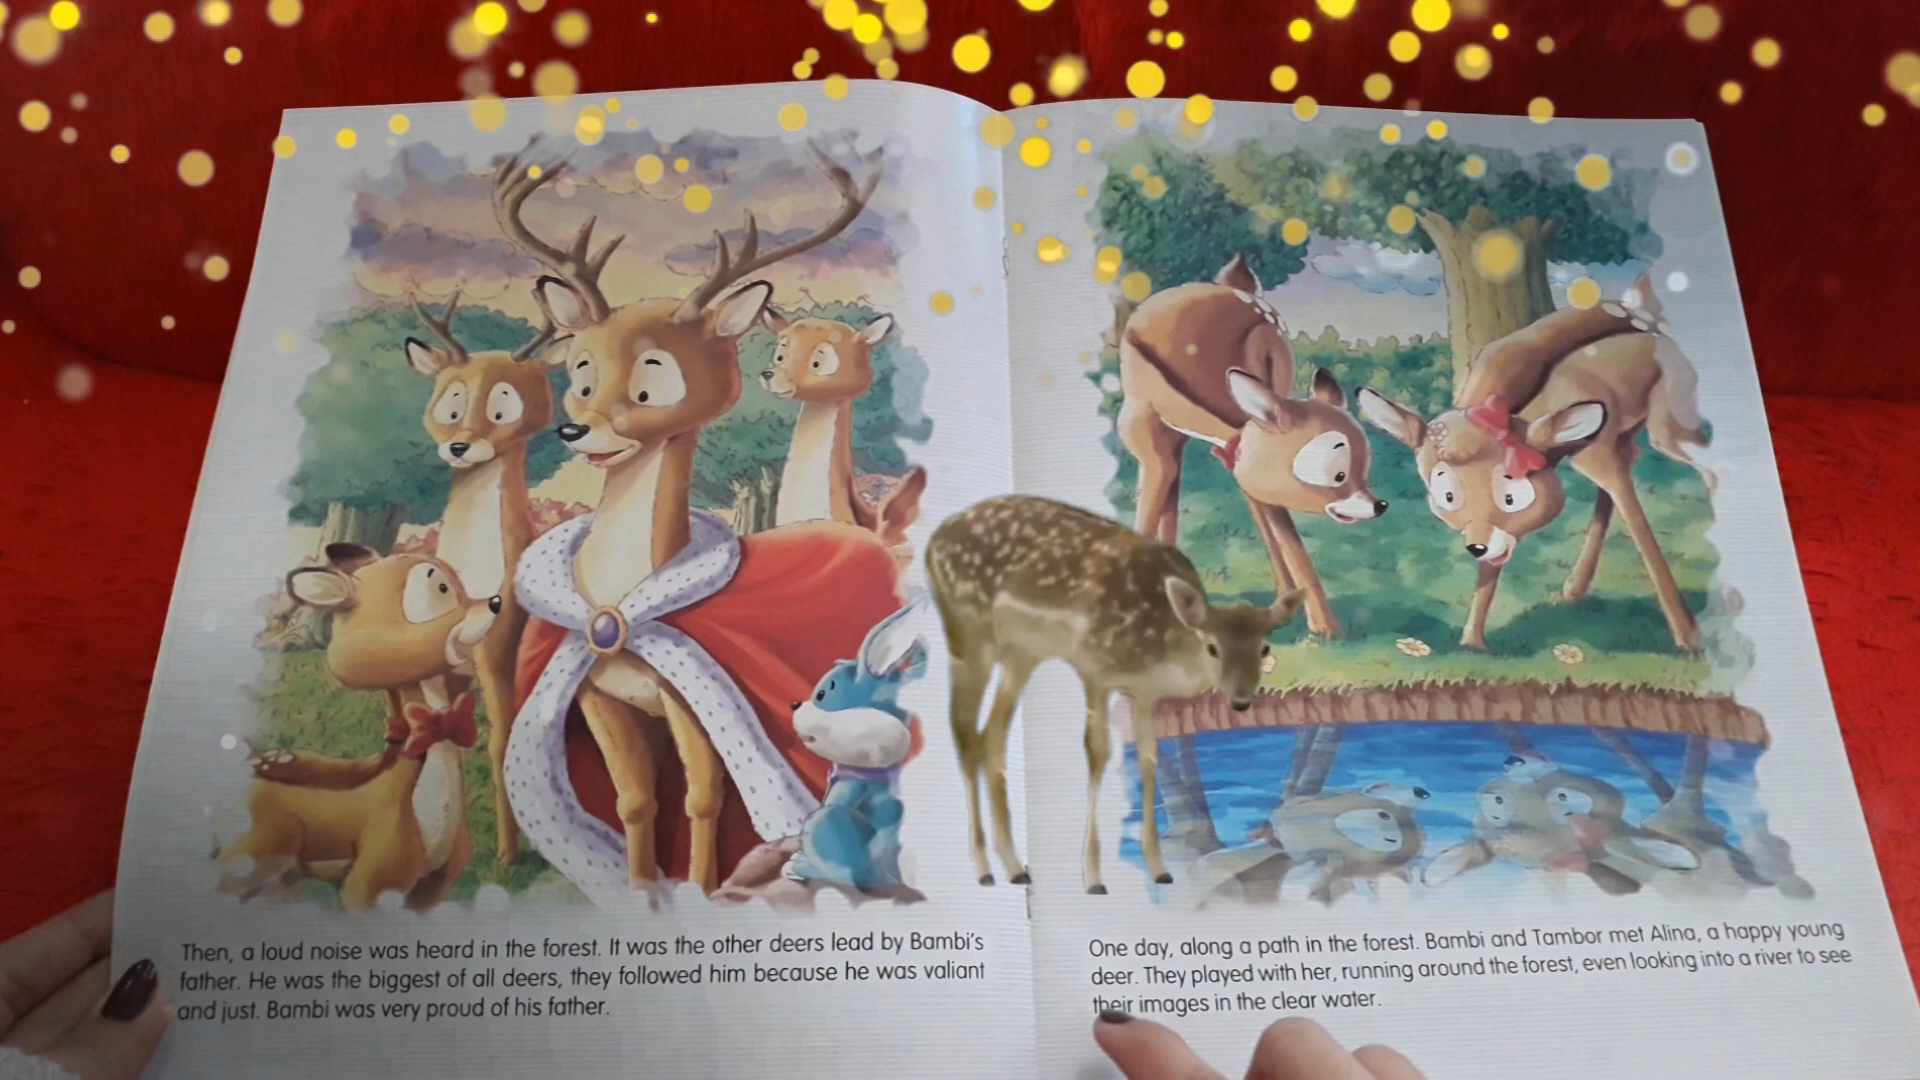 Then, a loud noise was heard in the forest. It was the other deers lead by Bambi's
father. He was the biggest of all deers, they followed him because he was valiant
and just. Bambi was very proud of his father.
One day, along a path in the forest. Bambi and Tambor met Alina, a happy young
deer. They played with her, running around the forest, even looking into a river to see
their images in the clear water.